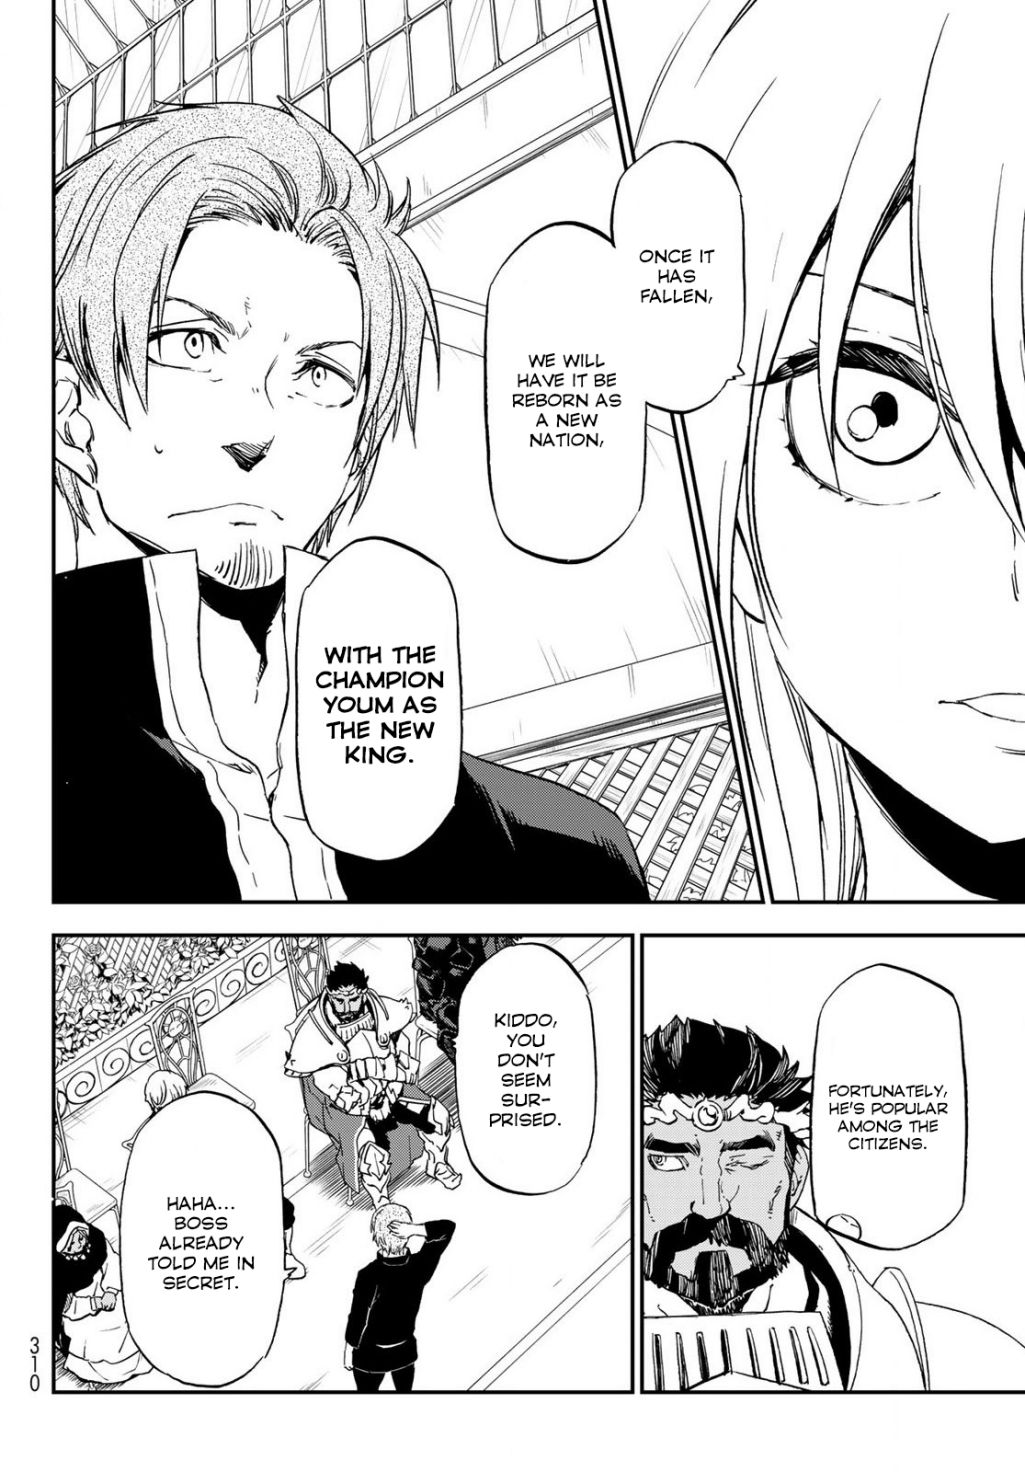 ONCE IT
HAS
FALLEN,
WE WILL
HAVE IT BE
REBORN AS
A NEW
NATION,
WITH THE
CHAMPION
YOUM AS
THE NEW
KING.
FORTUNATELY,
HE'S POPULAR
AMONG THE
CITIZENS.
KIDDO,
YOU
DON'T
SEEM
SUR-
PRISED.
HAHA...
BOSS
ALREADY
TOLD ME IN
SECRET.
310